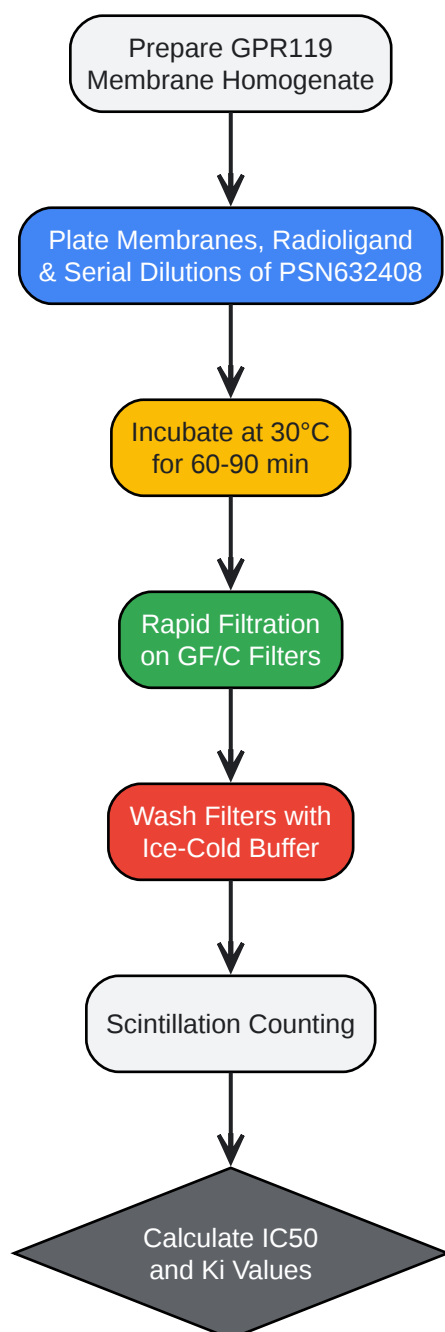 Prepare GPR119
Membrane Homogenate
Plate Membranes, Radioligand
& Serial Dilutions of PSN632408
Incubate at 30°C
for 60-90 min
Rapid Filtration
on GF/C Filters
Wash Filters with
Ice-Cold Buffer
Scintillation Counting
Calculate IC50
and Ki Values